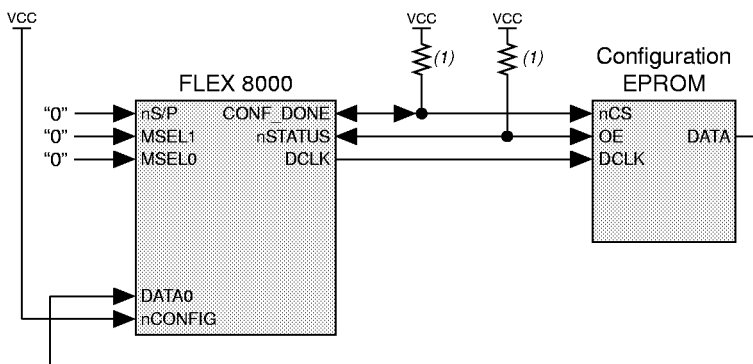 VCC
VCC
VCC
(1)
(1)
FLEX 8000
Configuration
EPROM
“0”
nS/P
CONF_DONE
nCS
“0”
MSEL1
nSTATUS
OE
DATA
“0”
MSEL0
DCLK
DCLK
DATA0
nCONFIG